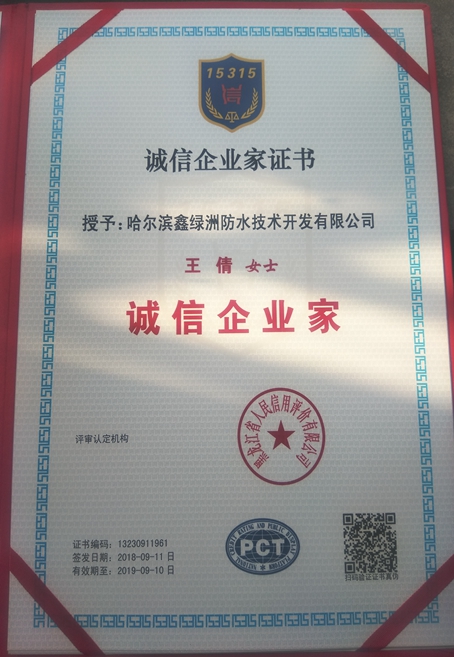 15315
信
诚信企业家证书
授予:哈尔滨鑫绿洲防水技术开发有限公司
王倩 女士
诚信企业家
黑龙江省人民信用评价有限公司
评审认定机构
证书编码：13230911961
签发日期：2018-09-11 日
有效期至：2019-09-10 日
PCT
扫码验证证书真伪